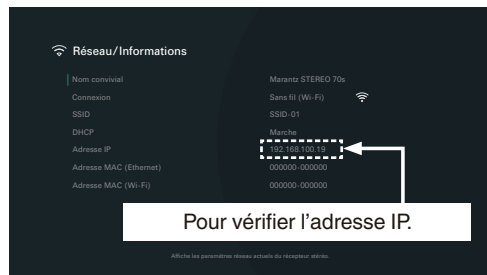 Réseau/Informations
Nom convivial Marantz STEREO 70s
Connexion Sans fil (Wi-Fi)
SSID SSID-01
DHCP Marche
Adresse IP 192.168.100.19
Adresse MAC (Ethernet) 000000-000000
Adresse MAC (Wi-Fi) 000000-000000
Pour vérifier l’adresse IP.
Affiche les paramètres réseau actuels du récepteur stéréo.